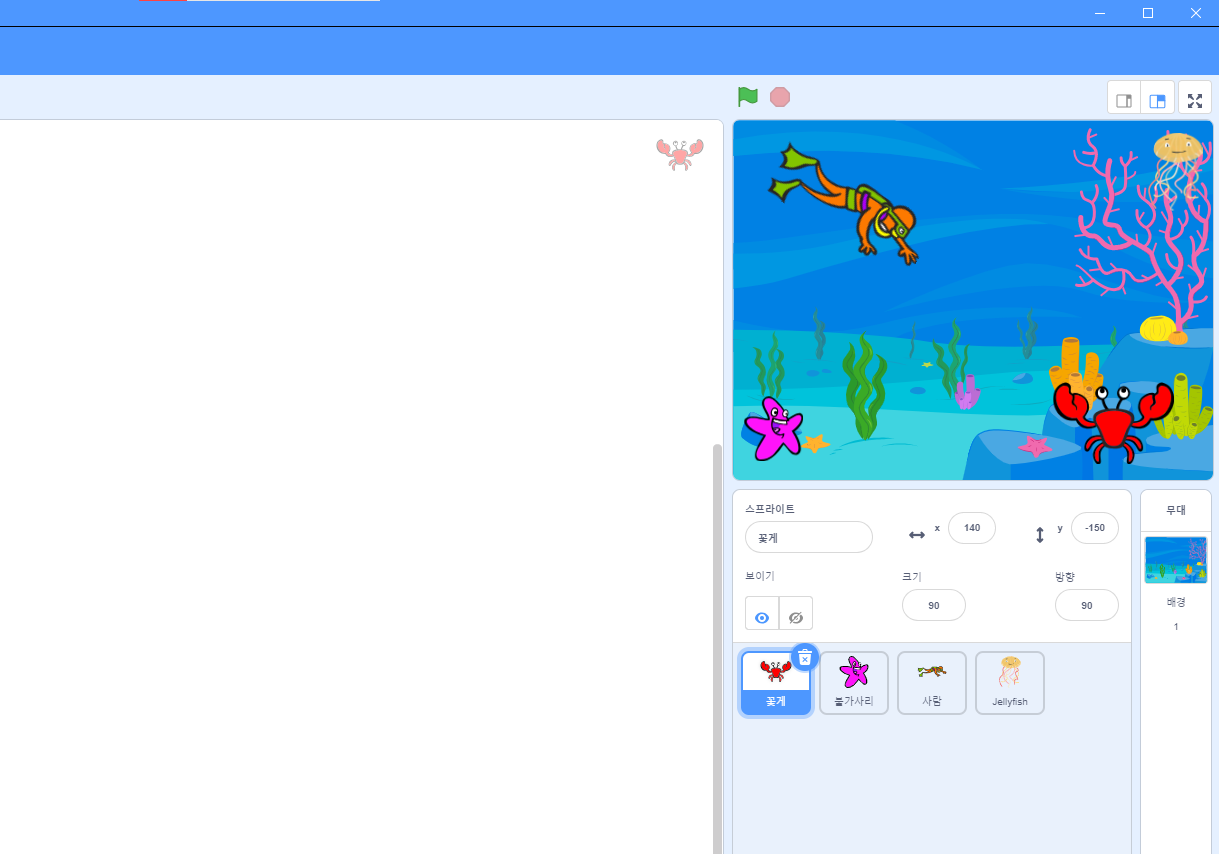 스프라이트
꽃게
x
140
y
-150
보이기
크기
90
방향
90
꽃게
불가사리
사람
Jellyfish
무대
배경
1